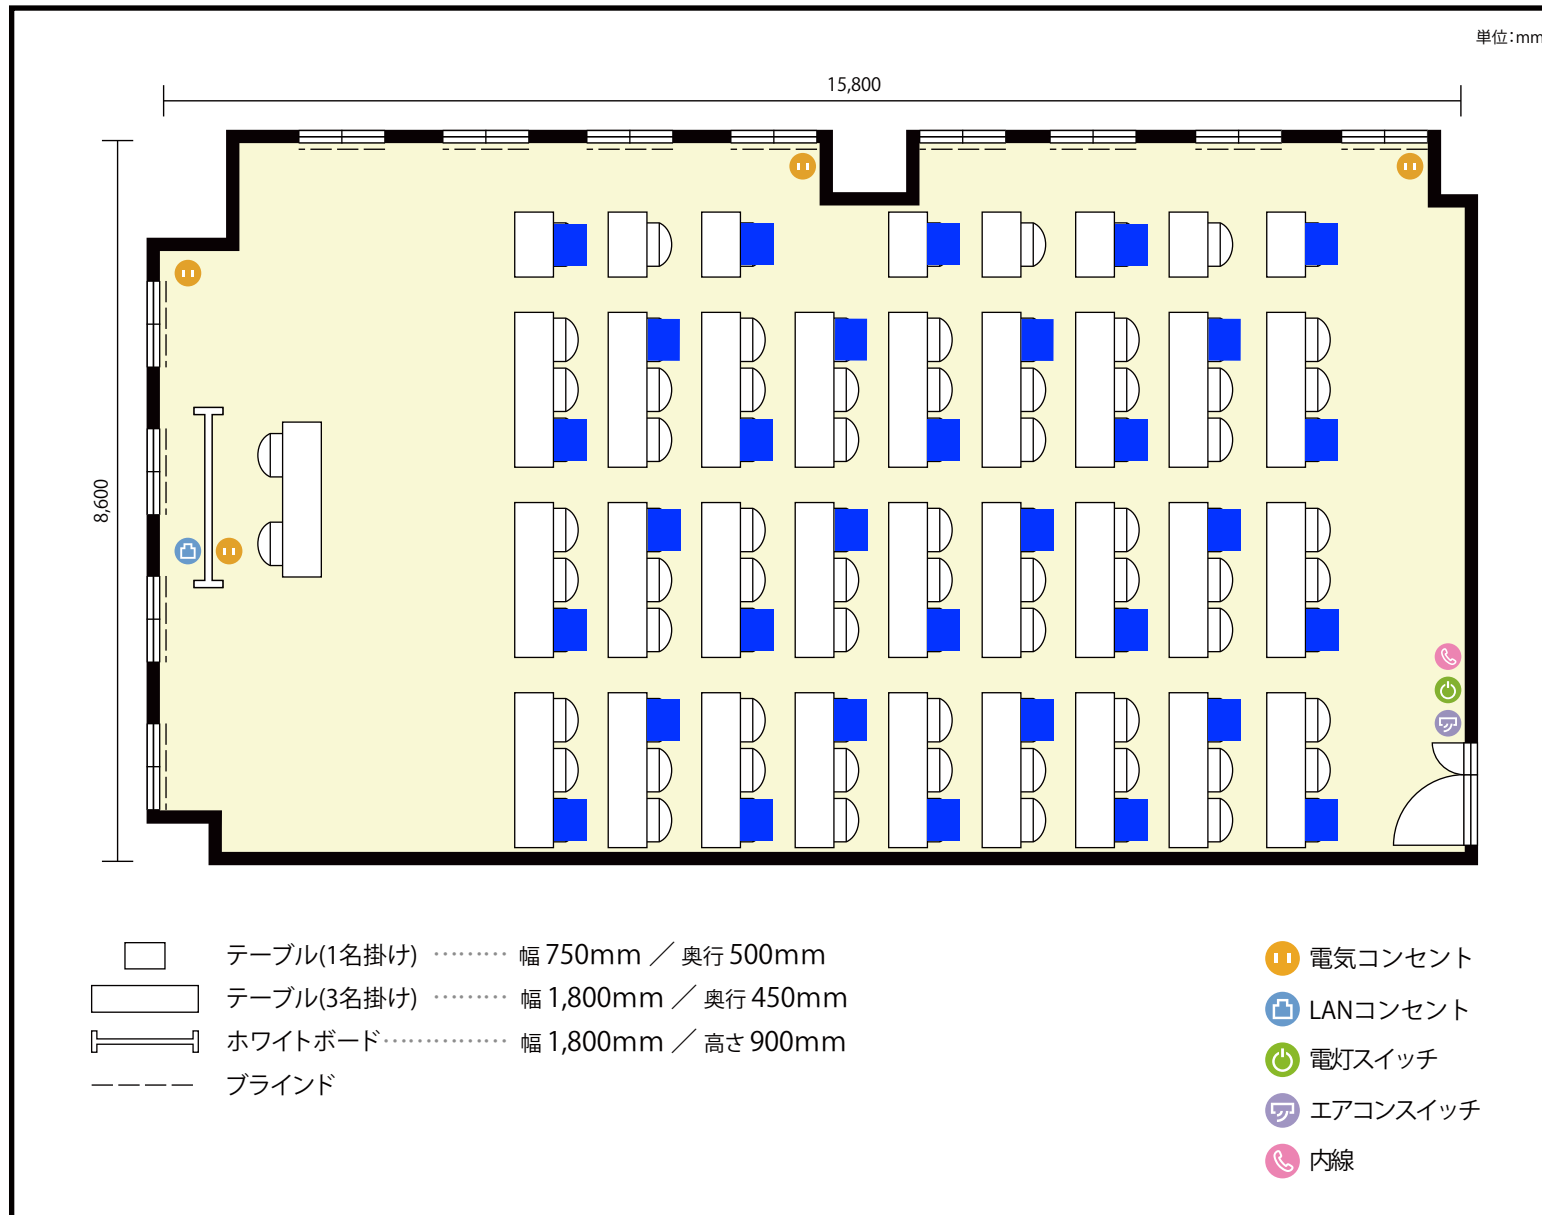 単位:mm
15,800
8,600
テーブル(1名掛け) ……… 幅 750mm ／ 奥行 500mm
テーブル(3名掛け) ……… 幅 1,800mm ／ 奥行 450mm
ホワイトボード…………… 幅 1,800mm ／ 高さ 900mm
ブラインド
電気コンセント
LANコンセント
電灯スイッチ
エアコンスイッチ
内線